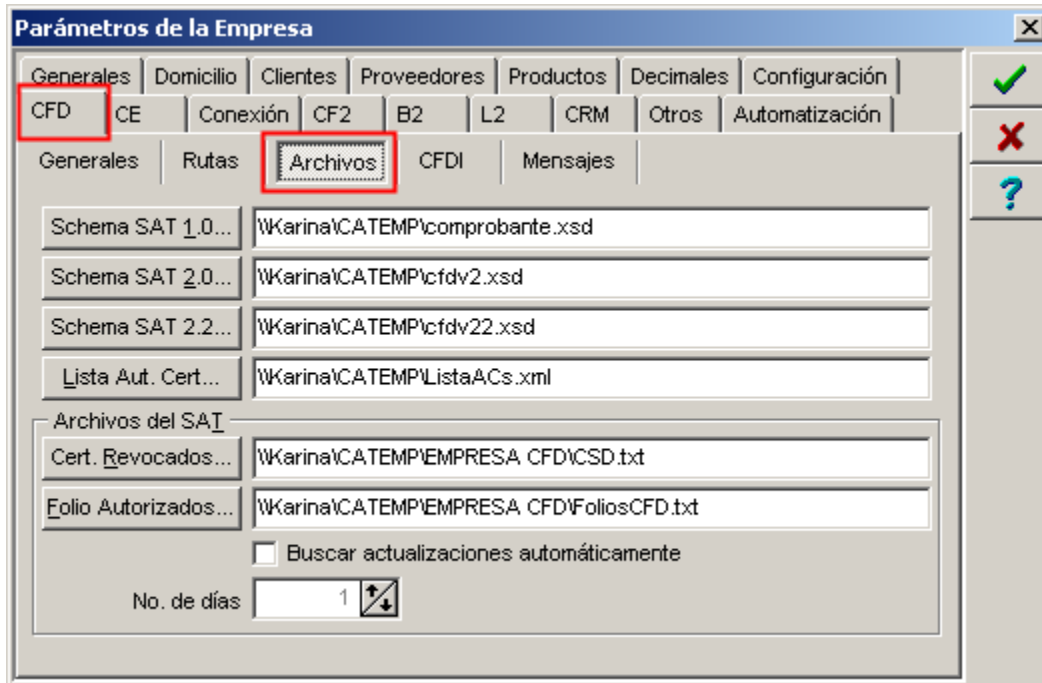 Parámetros de la Empresa
Generales Domicilio Clientes Proveedores Productos Decimales Configuración
CFD CE Conexión CF2 B2 L2 CRM Otros Automatización
Generales Rutas Archivos CFDI Mensajes
Schema SAT 1.0... \\Karina\CATEMP\comprobante.xsd
Schema SAT 2.0... \\Karina\CATEMP\cfdv2.xsd
Schema SAT 2.2... \\Karina\CATEMP\cfdv22.xsd
Lista Aut. Cert... \\Karina\CATEMP\ListaACs.xml
Archivos del SAT
Cert. Revocados... \\Karina\CATEMP\EMPRESA CFD\CSD.txt
Folio Autorizados... \\Karina\CATEMP\EMPRESA CFD\FoliosCFD.txt
Buscar actualizaciones automáticamente
No. de días 1